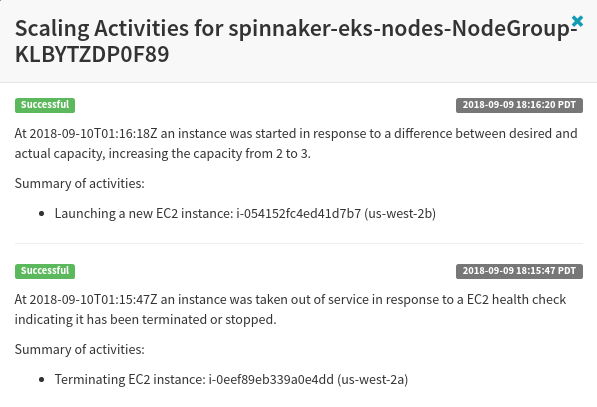 Scaling Activities for spinnaker-eks-nodes-NodeGroup-
KLBYTZDP0F89
Successful
2018-09-09 18:16:20 PDT
At 2018-09-10T01:16:18Z an instance was started in response to a difference between desired and
actual capacity, increasing the capacity from 2 to 3.
Summary of activities:
• Launching a new EC2 instance: i-054152fc4ed41d7b7 (us-west-2b)
Successful
2018-09-09 18:15:47 PDT
At 2018-09-10T01:15:47Z an instance was taken out of service in response to a EC2 health check
indicating it has been terminated or stopped.
Summary of activities:
• Terminating EC2 instance: i-0eef89eb339a0e4dd (us-west-2a)